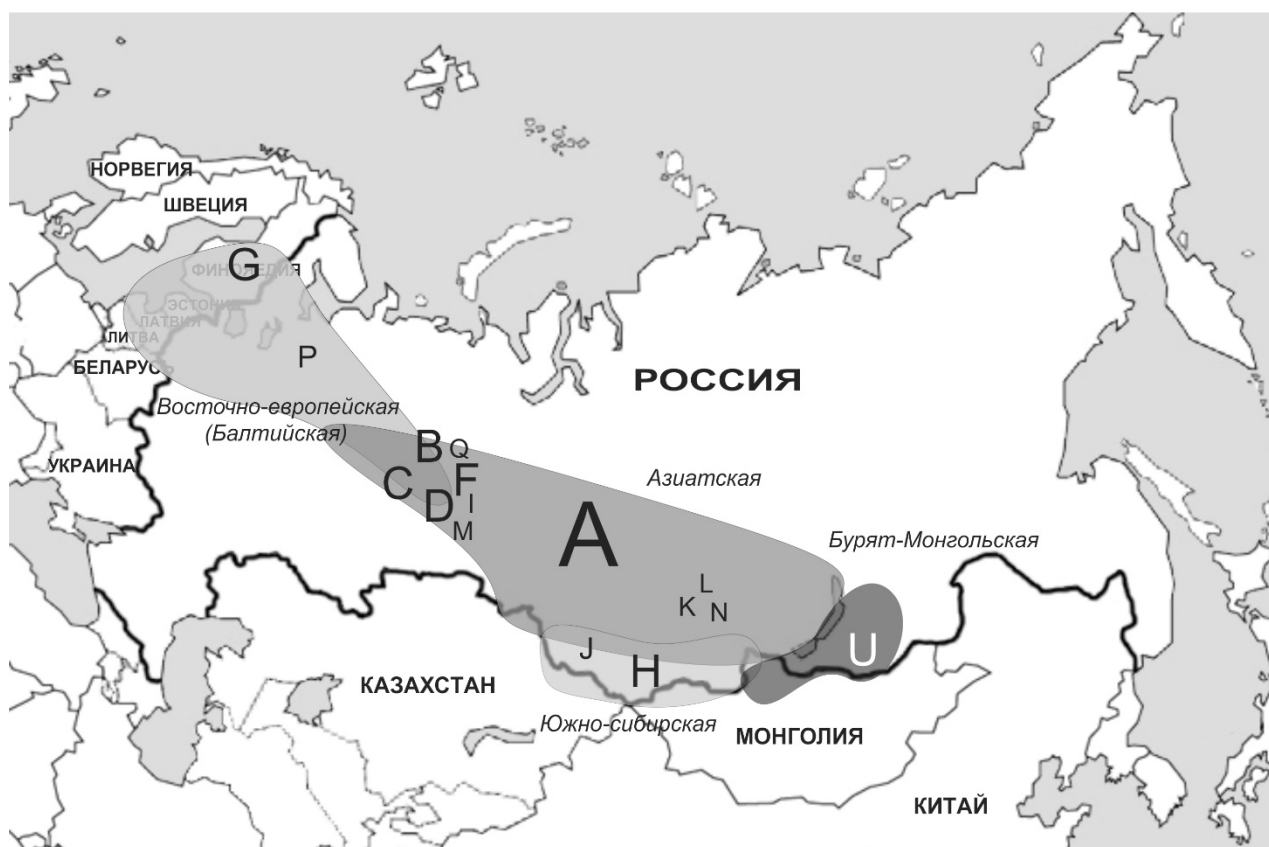 НОРВЕГИЯ
ШВЕЦИЯ
G
ЭСТОНИЯ
ЛАТВИЯ
ЛИТВА
P
БЕЛАРУСЬ
РОССИЯ
Восточно-европейская
(Балтийская)
B
Q
УКРАИНА
C
F
Азиатская
D
I
A
M
Бурят-Монгольская
L
K
N
J
H
U
КАЗАХСТАН
Южно-сибирская
МОНГОЛИЯ
КИТАЙ